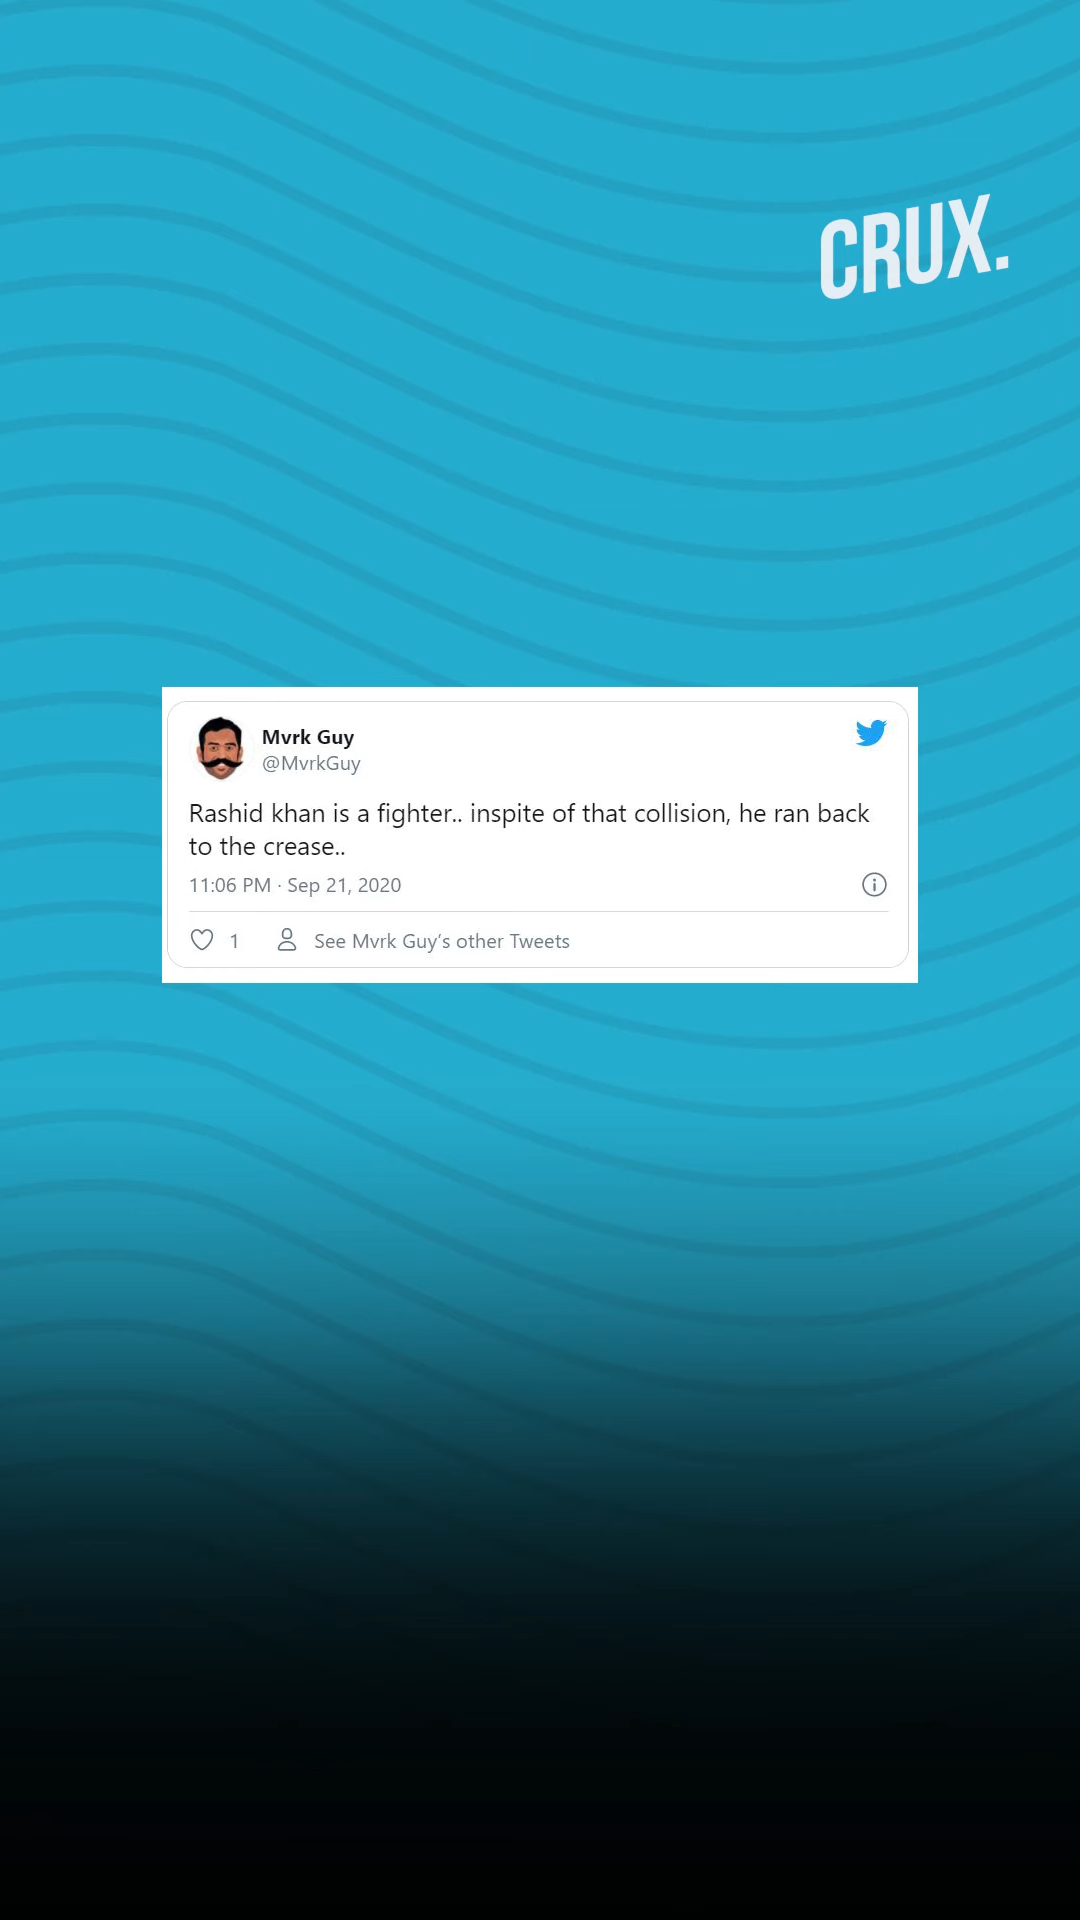 CRUX.
Mvrk Guy
@MvrkGuy
Rashid khan is a fighter.. inspite of that collision, he ran back
to the crease..
11:06 PM · Sep 21, 2020
1 See Mvrk Guy's other Tweets